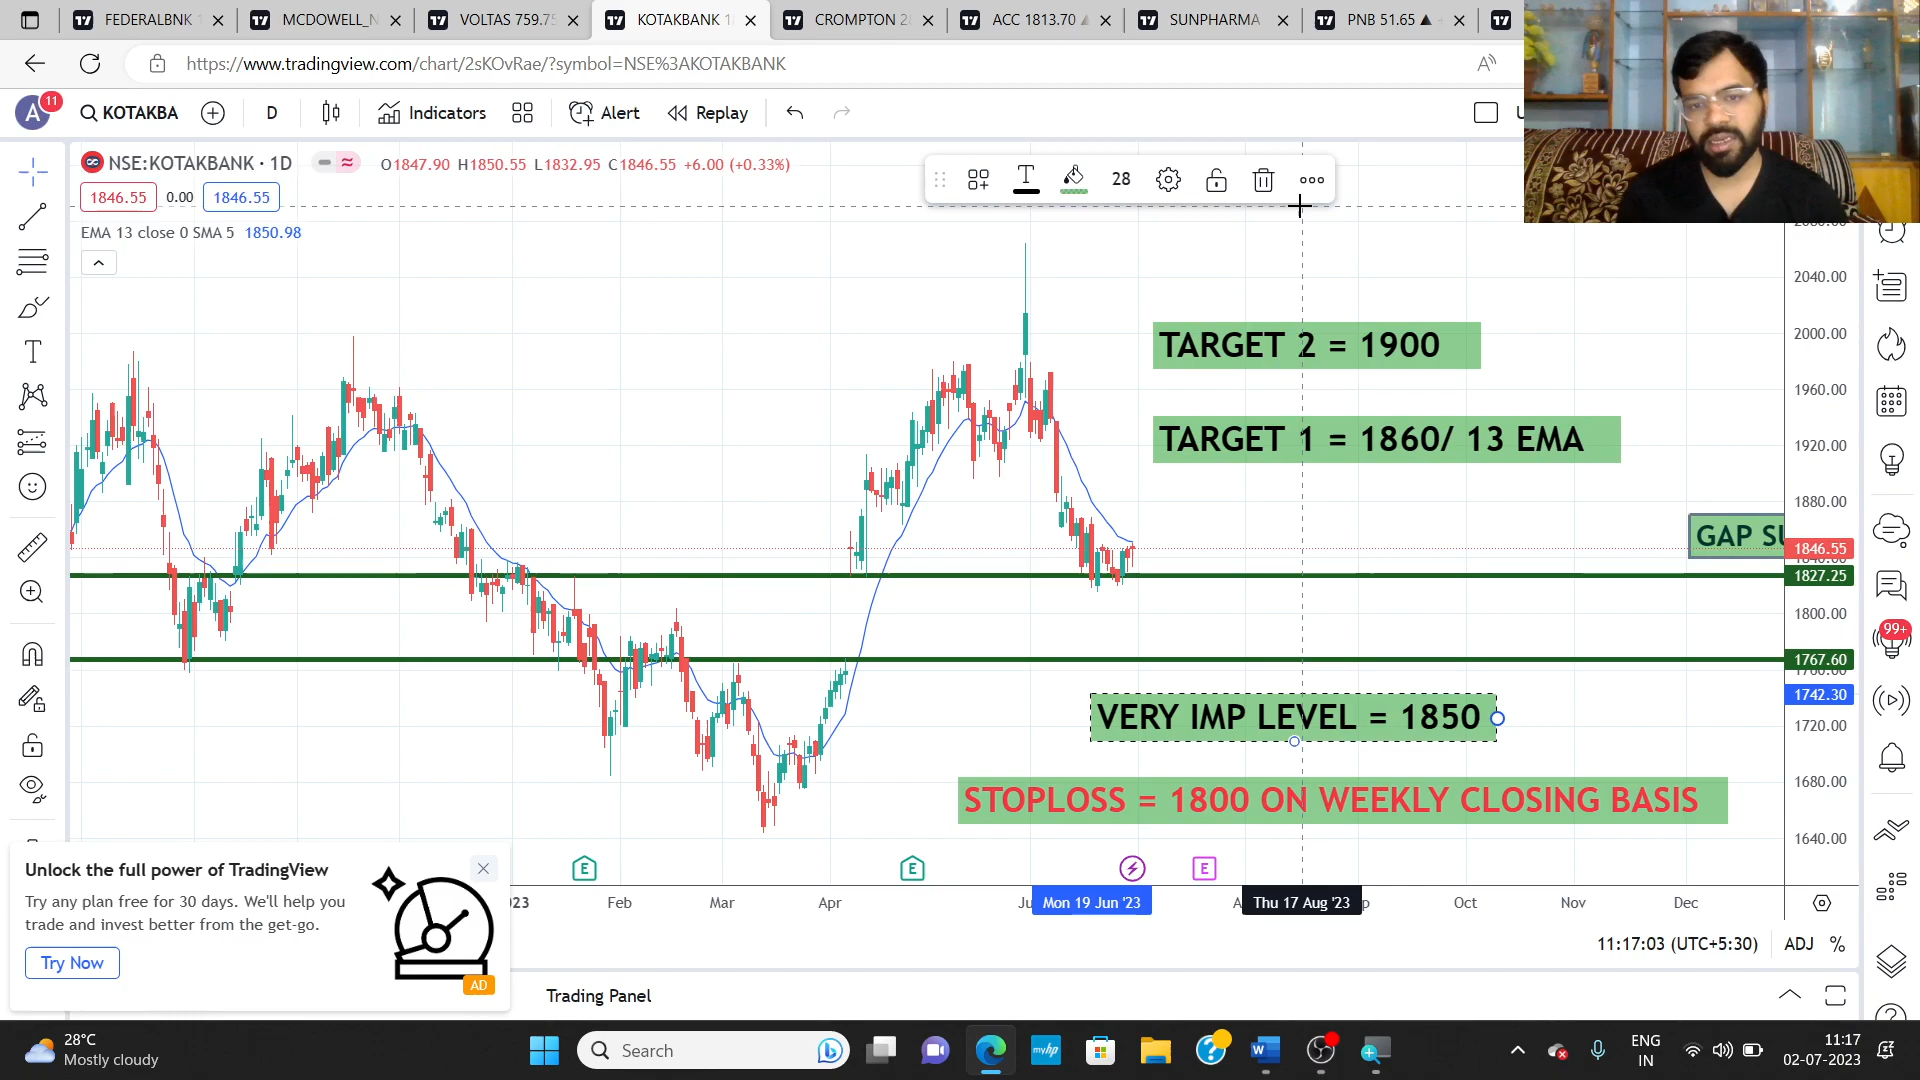 FEDERALBNK
MCDOWELL_N
VOLTAS 759.75
KOTAKBANK
CROMPTON
ACC 1813.70
SUNPHARMA
PNB 51.65
https://www.tradingview.com/chart/2sKOvRae/?symbol=NSE%3AKOTAKBANK
A
11
KOTAKBA
D
Indicators
Alert
Replay
NSE:KOTAKBANK · 1D
O1847.90 H1850.55 L1832.95 C1846.55 +6.00 (+0.33%)
28
1846.55
0.00
1846.55
EMA 13 close 0 SMA 5 1850.98
2040.00
TARGET 2 = 1900
2000.00
1960.00
TARGET 1 = 1860/ 13 EMA
1920.00
1880.00
GAP SU
1846.55
1827.25
1800.00
99+
1767.60
1742.30
VERY IMP LEVEL = 1850
1720.00
1680.00
STOPLOSS = 1800 ON WEEKLY CLOSING BASIS
1640.00
E
E
E
Feb
Mar
Apr
Mon 19 Jun '23
Thu 17 Aug '23
Oct
Nov
Dec
Unlock the full power of TradingView
Try any plan free for 30 days. We'll help you
trade and invest better from the get-go.
Try Now
AD
11:17:03 (UTC+5:30)
ADJ
%
Trading Panel
28°C
Mostly cloudy
Search
myhp
ENG
IN
11:17
02-07-2023